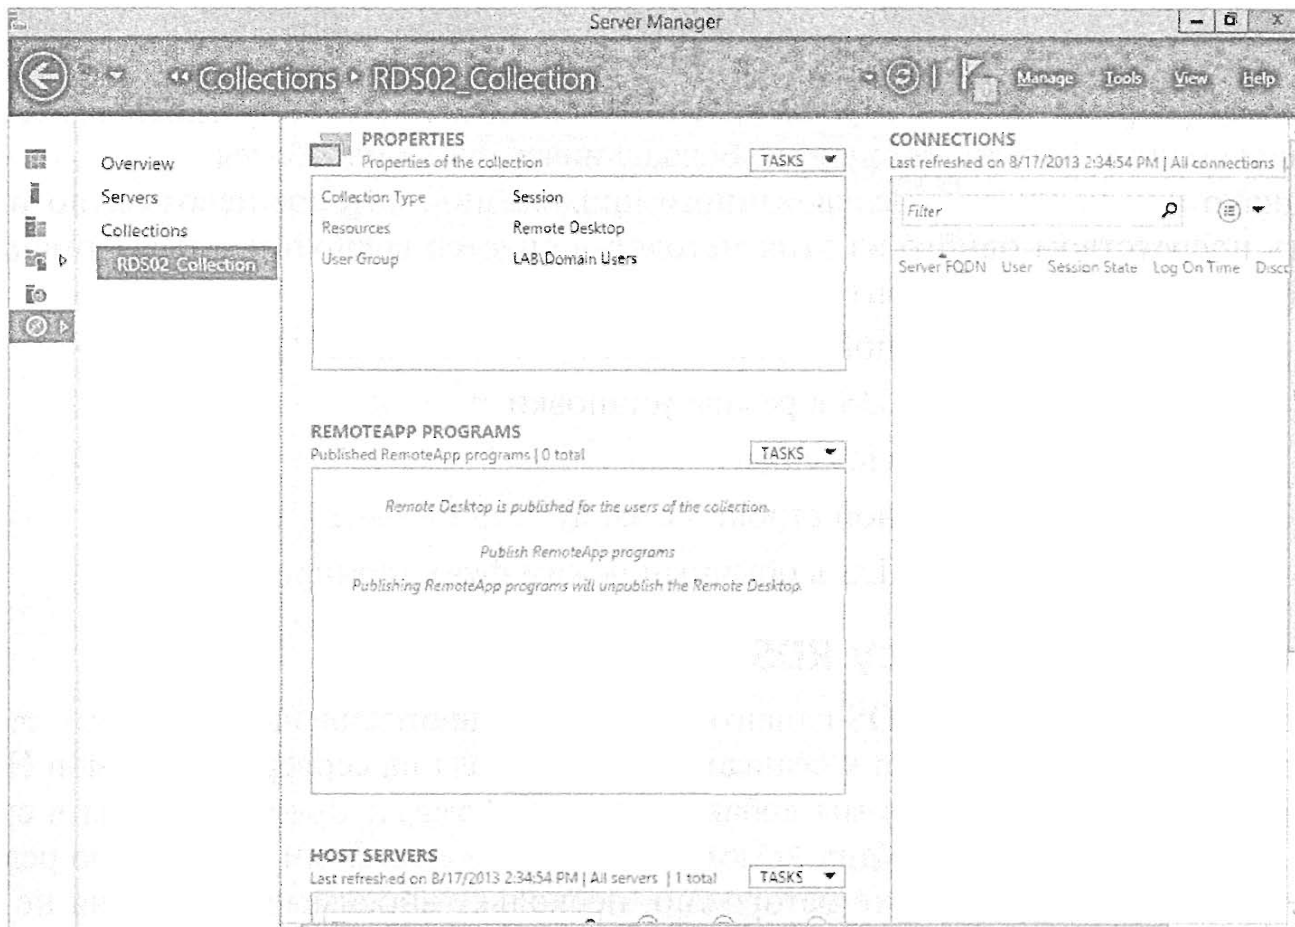 Server Manager
Collections RDS02_Collection
Manage Tools View Help
Overview
Servers
Collections
RDS02_Collection
PROPERTIES
Properties of the collection
TASKS
Collection Type Session
Resources Remote Desktop
User Group LAB\Domain Users
REMOTEAPP PROGRAMS
Published RemoteApp programs | 0 total
TASKS
Remote Desktop is published for the users of the collection.
Publish RemoteApp programs
Publishing RemoteApp programs will unpublish the Remote Desktop.
HOST SERVERS
Last refreshed on 8/17/2013 2:34:54 PM | All servers | 1 total
TASKS
CONNECTIONS
Last refreshed on 8/17/2013 2:34:54 PM | All connections |
Filter
Server FQDN User Session State Log On Time Disco